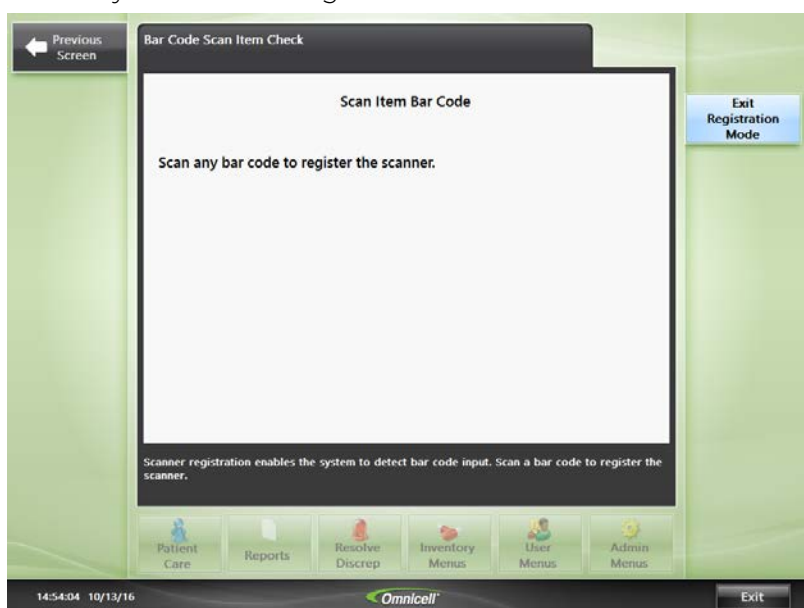 Previous
Screen
Bar Code Scan Item Check
Scan Item Bar Code
Scan any bar code to register the scanner.
Exit
Registration
Mode
Scanner registration enables the system to detect bar code input. Scan a bar code to register the
scanner.
Patient
Care
Reports
Resolve
Discrep
Inventory
Menus
User
Menus
Admin
Menus
14:54:04 10/13/16
Omnicell
Exit